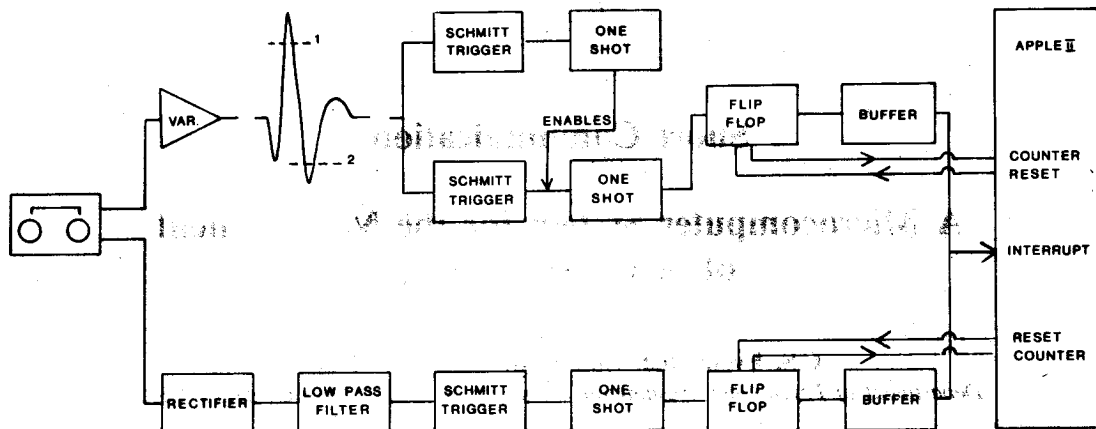 SCHMITT
TRIGGER
ONE
SHOT
APPLE II
VAR.
1
2
ENABLES
FLIP
FLOP
BUFFER
SCHMITT
TRIGGER
ONE
SHOT
COUNTER
RESET
INTERRUPT
RESET
COUNTER
RECTIFIER
LOW PASS
FILTER
SCHMITT
TRIGGER
ONE
SHOT
FLIP
FLOP
BUFFER